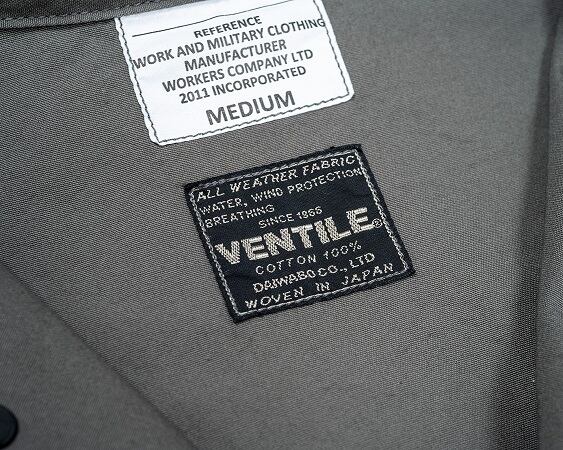 REFERENCE
WORK AND MILITARY CLOTHING
MANUFACTURER
WORKERS COMPANY LTD
2011 INCORPORATED
MEDIUM
ALL WEATHER FABRIC
WATER, WIND PROTECTION
BREATHING
SINCE 1966
VENTILE®
COTTON 100%
DAIWABO CO., LTD
WOVEN IN JAPAN